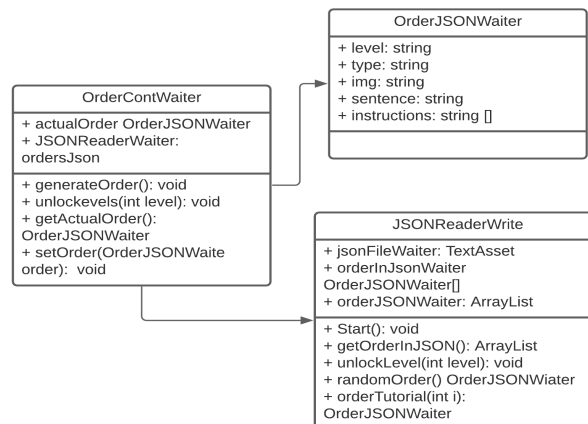 OrderJSONWaiter
+ level: string
+ type: string
+ img: string
+ sentence: string
+ instructions: string []
OrderContWaiter
+ actualOrder OrderJSONWaiter
+ JSONReaderWaiter:
ordersJson
+ generateOrder(): void
+ unlockevels(int level): void
+ getActualOrder():
OrderJSONWaiter
+ setOrder(OrderJSONWaite
order):  void
JSONReaderWrite
+ jsonFileWaiter: TextAsset
+ orderInJsonWaiter
OrderJSONWaiter[]
+ orderJSONWaiter: ArrayList
+ Start(): void
+ getOrderInJSON(): ArrayList
+ unlockLevel(int level): void
+ randomOrder() OrderJSONWiater
+ orderTutorial(int i):
OrderJSONWaiter